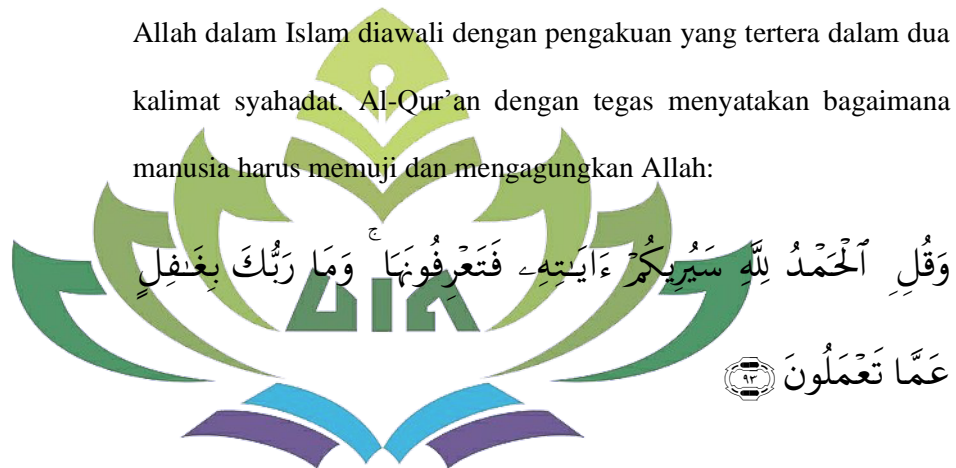 Allah dalam Islam diawali dengan pengakuan yang tertera dalam dua
kalimat syahadat. Al-Qur’an dengan tegas menyatakan bagaimana
manusia harus memuji dan mengagungkan Allah:
وَقُلِ ٱلْحَمْدُ لِلَّهِ سَيُرِيكُمْ ءَايَـٰتِهِۦ فَتَعْرِفُونَهَا ۚ وَمَا رَبُّكَ بِغَـٰفِلٍ
عَمَّا تَعْمَلُونَ ﴿٩٣﴾